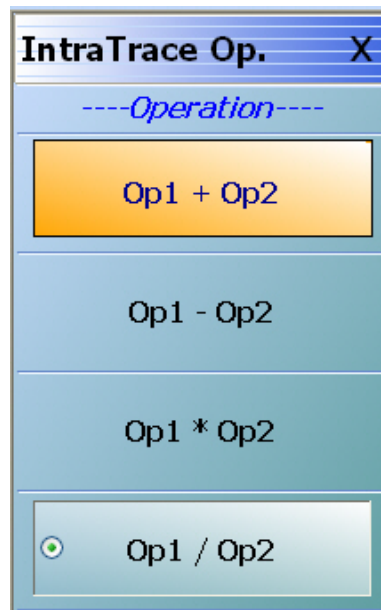 IntraTrace Op. X
----Operation----
Op1 + Op2
Op1 - Op2
Op1 * Op2
Op1 / Op2